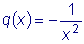 q(x) = −1/x²